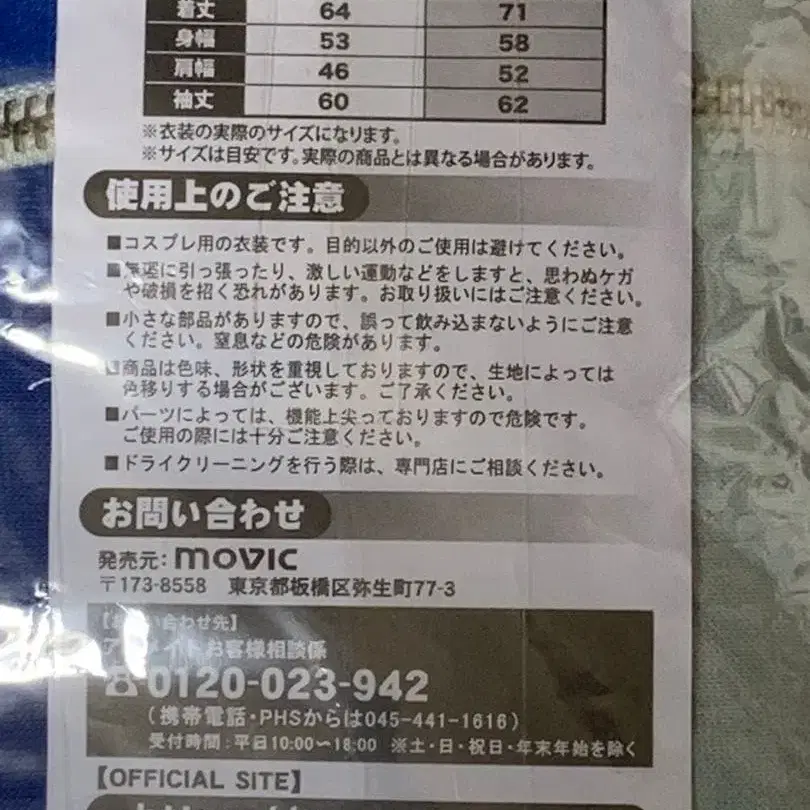 着丈 64 71
身幅 53 58
肩幅 46 52
袖丈 60 62
※衣装の実際のサイズになります。
※サイズは目安です。実際の商品とは異なる場合があります。
使用上のご注意
■コスプレ用の衣装です。目的以外のご使用は避けてください。
■無理に引っ張ったり、激しい運動などをしますと、思わぬケガ
や破損を招く恐れがあります。お取り扱いにはご注意ください。
■小さな部品がありますので、誤って飲み込まないようにご注意
ください。窒息などの危険があります。
■商品は色味、形状を重視しておりますので、生地によっては
色移りする場合がございます。ご了承ください。
■パーツによっては、機能上尖っておりますので危険です。
ご使用の際には十分ご注意ください。
■ドライクリーニングを行う際は、専門店にご相談ください。
お問い合わせ
発売元：movic
〒173-8558 東京都板橋区弥生町77-3
【お問い合わせ先】
アニメイトお客様相談係
☎0120-023-942
（携帯電話・PHSからは045-441-1616）
受付時間：平日10:00〜18:00 ※土・日・祝日・年末年始を除く
【OFFICIAL SITE】